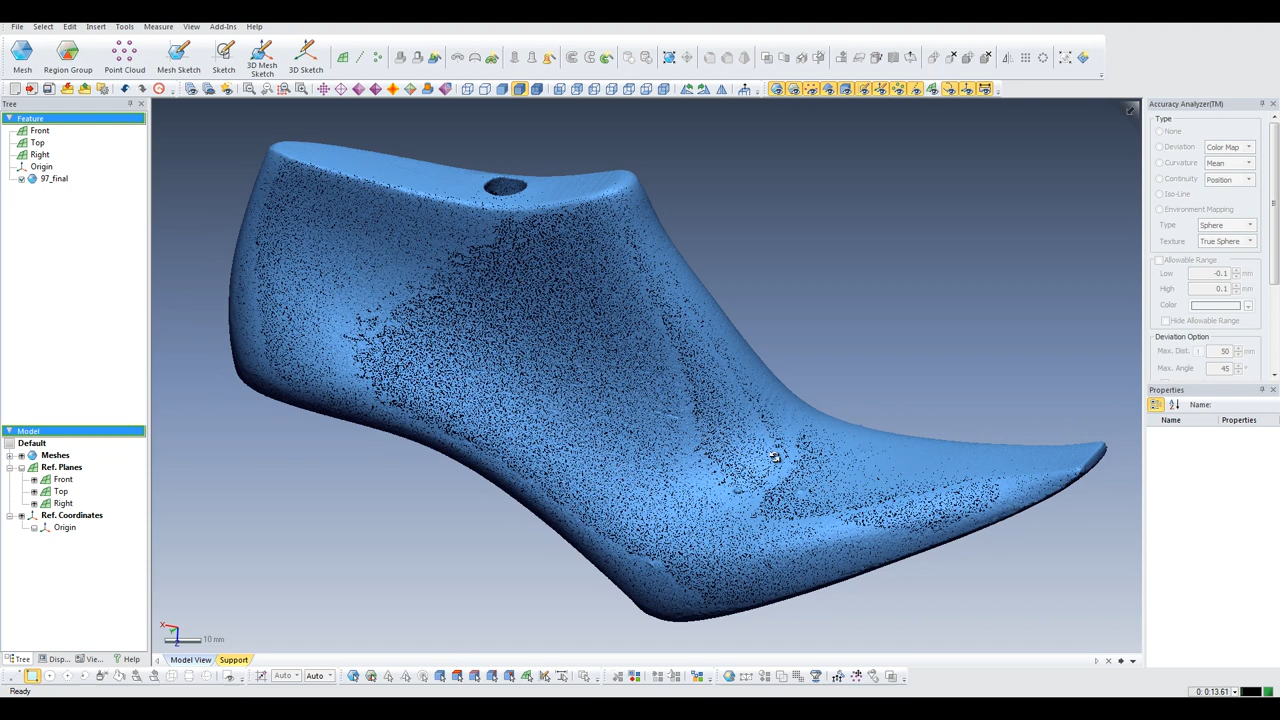 File Select Edit Insert Tools Measure View Add-Ins Help
Mesh Region Group Point Cloud Mesh Sketch Sketch 3D Mesh Sketch 3D Sketch
Tree
Feature
Front
Top
Right
Origin
97_final
Model
Default
Meshes
Ref. Planes
Front
Top
Right
Ref. Coordinates
Origin
Tree Disp... Vie... Help
X
Z
10 mm
Model View Support
Accuracy Analyzer(TM)
Type
None
Deviation Color Map
Curvature Mean
Continuity Position
Iso-Line
Environment Mapping
Type Sphere
Texture True Sphere
Allowable Range
Low -0.1 mm
High 0.1 mm
Color
Hide Allowable Range
Deviation Option
Max. Dist. 50 mm
Max. Angle 45 °
Properties
Name:
Name Properties
Auto Auto
Ready
0: 0:13.61